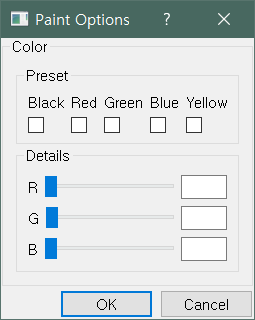 Paint Options ?
Color
Preset
Black Red Green Blue Yellow
Details
R
G
B
OK Cancel